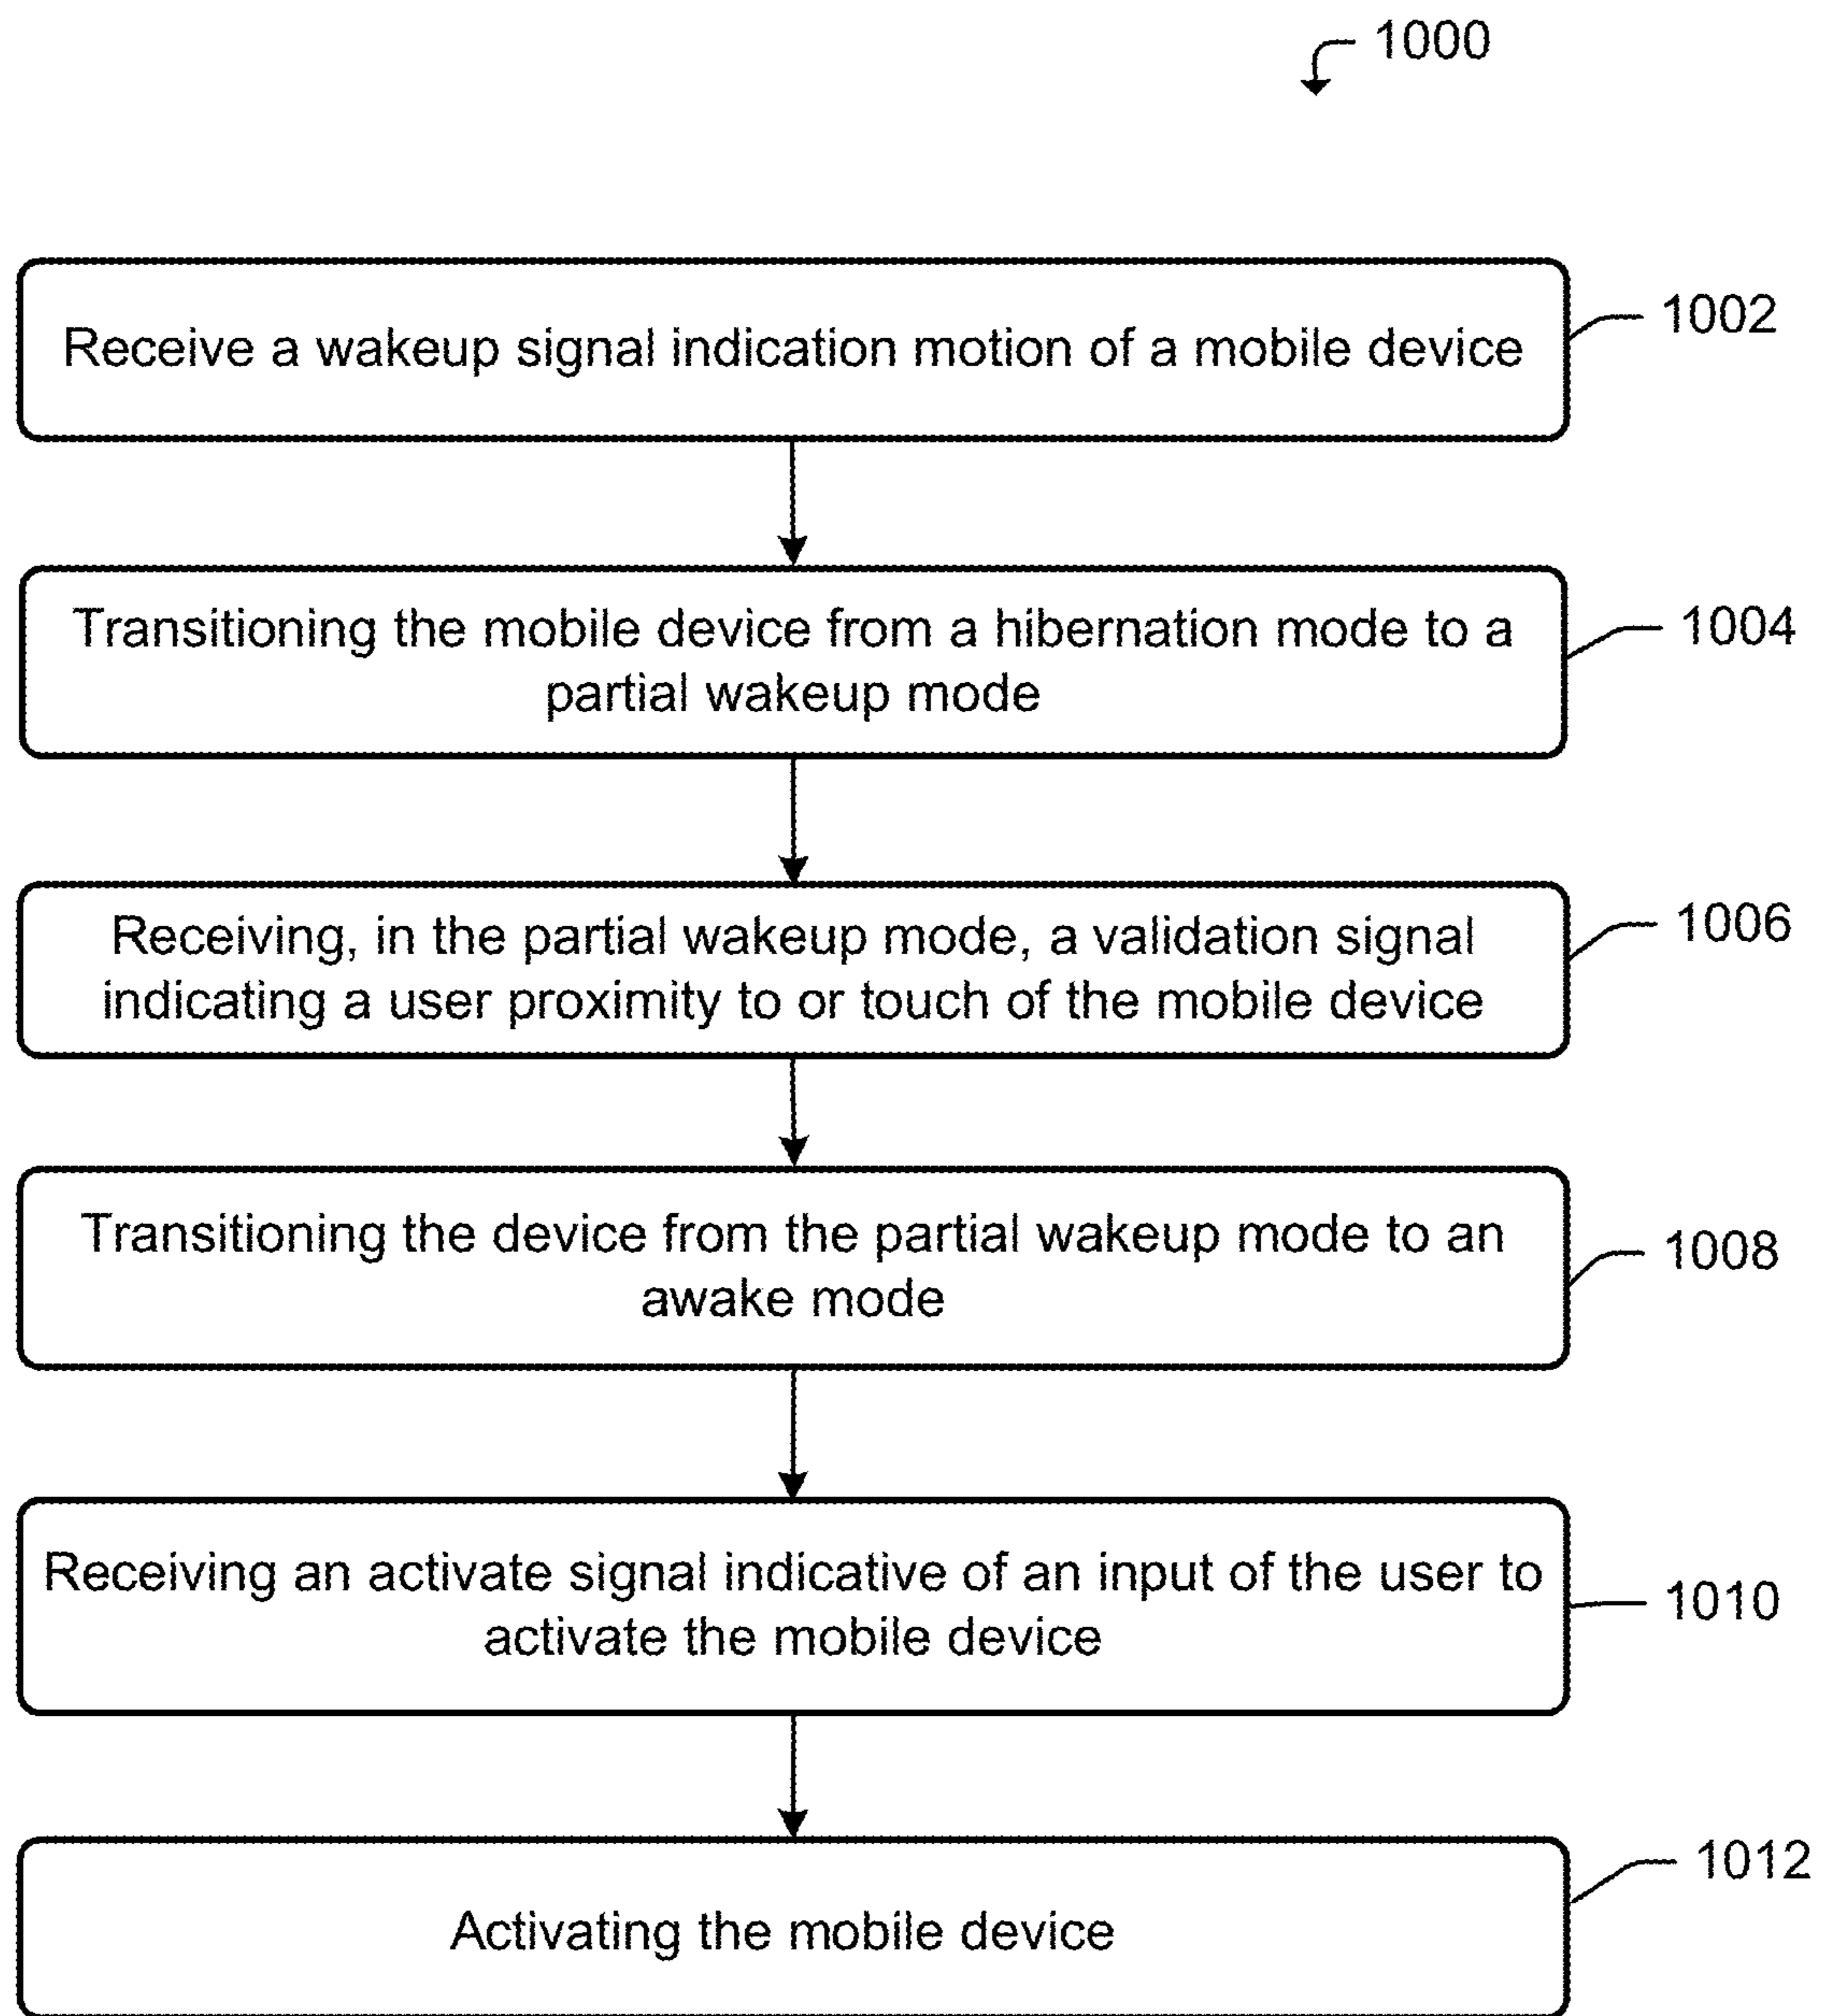 1000
Receive a wakeup signal indication motion of a mobile device
1002
Transitioning the mobile device from a hibernation mode to a
partial wakeup mode
1004
Receiving, in the partial wakeup mode, a validation signal
indicating a user proximity to or touch of the mobile device
1006
Transitioning the device from the partial wakeup mode to an
awake mode
1008
Receiving an activate signal indicative of an input of the user to
activate the mobile device
1010
Activating the mobile device
1012